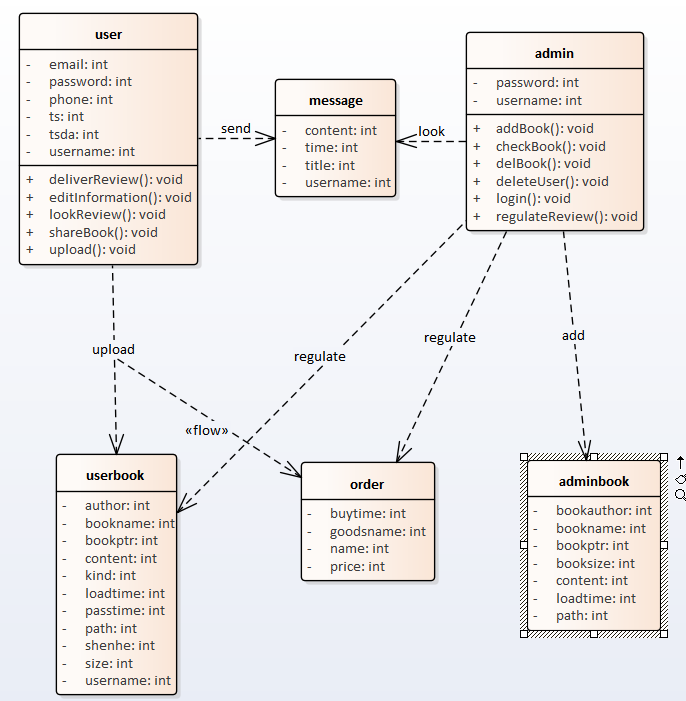 user
- email: int
- password: int
- phone: int
- ts: int
- tsda: int
- username: int
+ deliverReview(): void
+ editInformation(): void
+ lookReview(): void
+ shareBook(): void
+ upload(): void
send
message
- content: int
- time: int
- title: int
- username: int
look
admin
- password: int
- username: int
+ addBook(): void
+ checkBook(): void
+ delBook(): void
+ deleteUser(): void
+ login(): void
+ regulateReview(): void
upload
regulate
regulate
add
«flow»
userbook
- author: int
- bookname: int
- bookptr: int
- content: int
- kind: int
- loadtime: int
- passtime: int
- path: int
- shenhe: int
- size: int
- username: int
order
- buytime: int
- goodsname: int
- name: int
- price: int
adminbook
- bookauthor: int
- bookname: int
- bookptr: int
- booksize: int
- content: int
- loadtime: int
- path: int